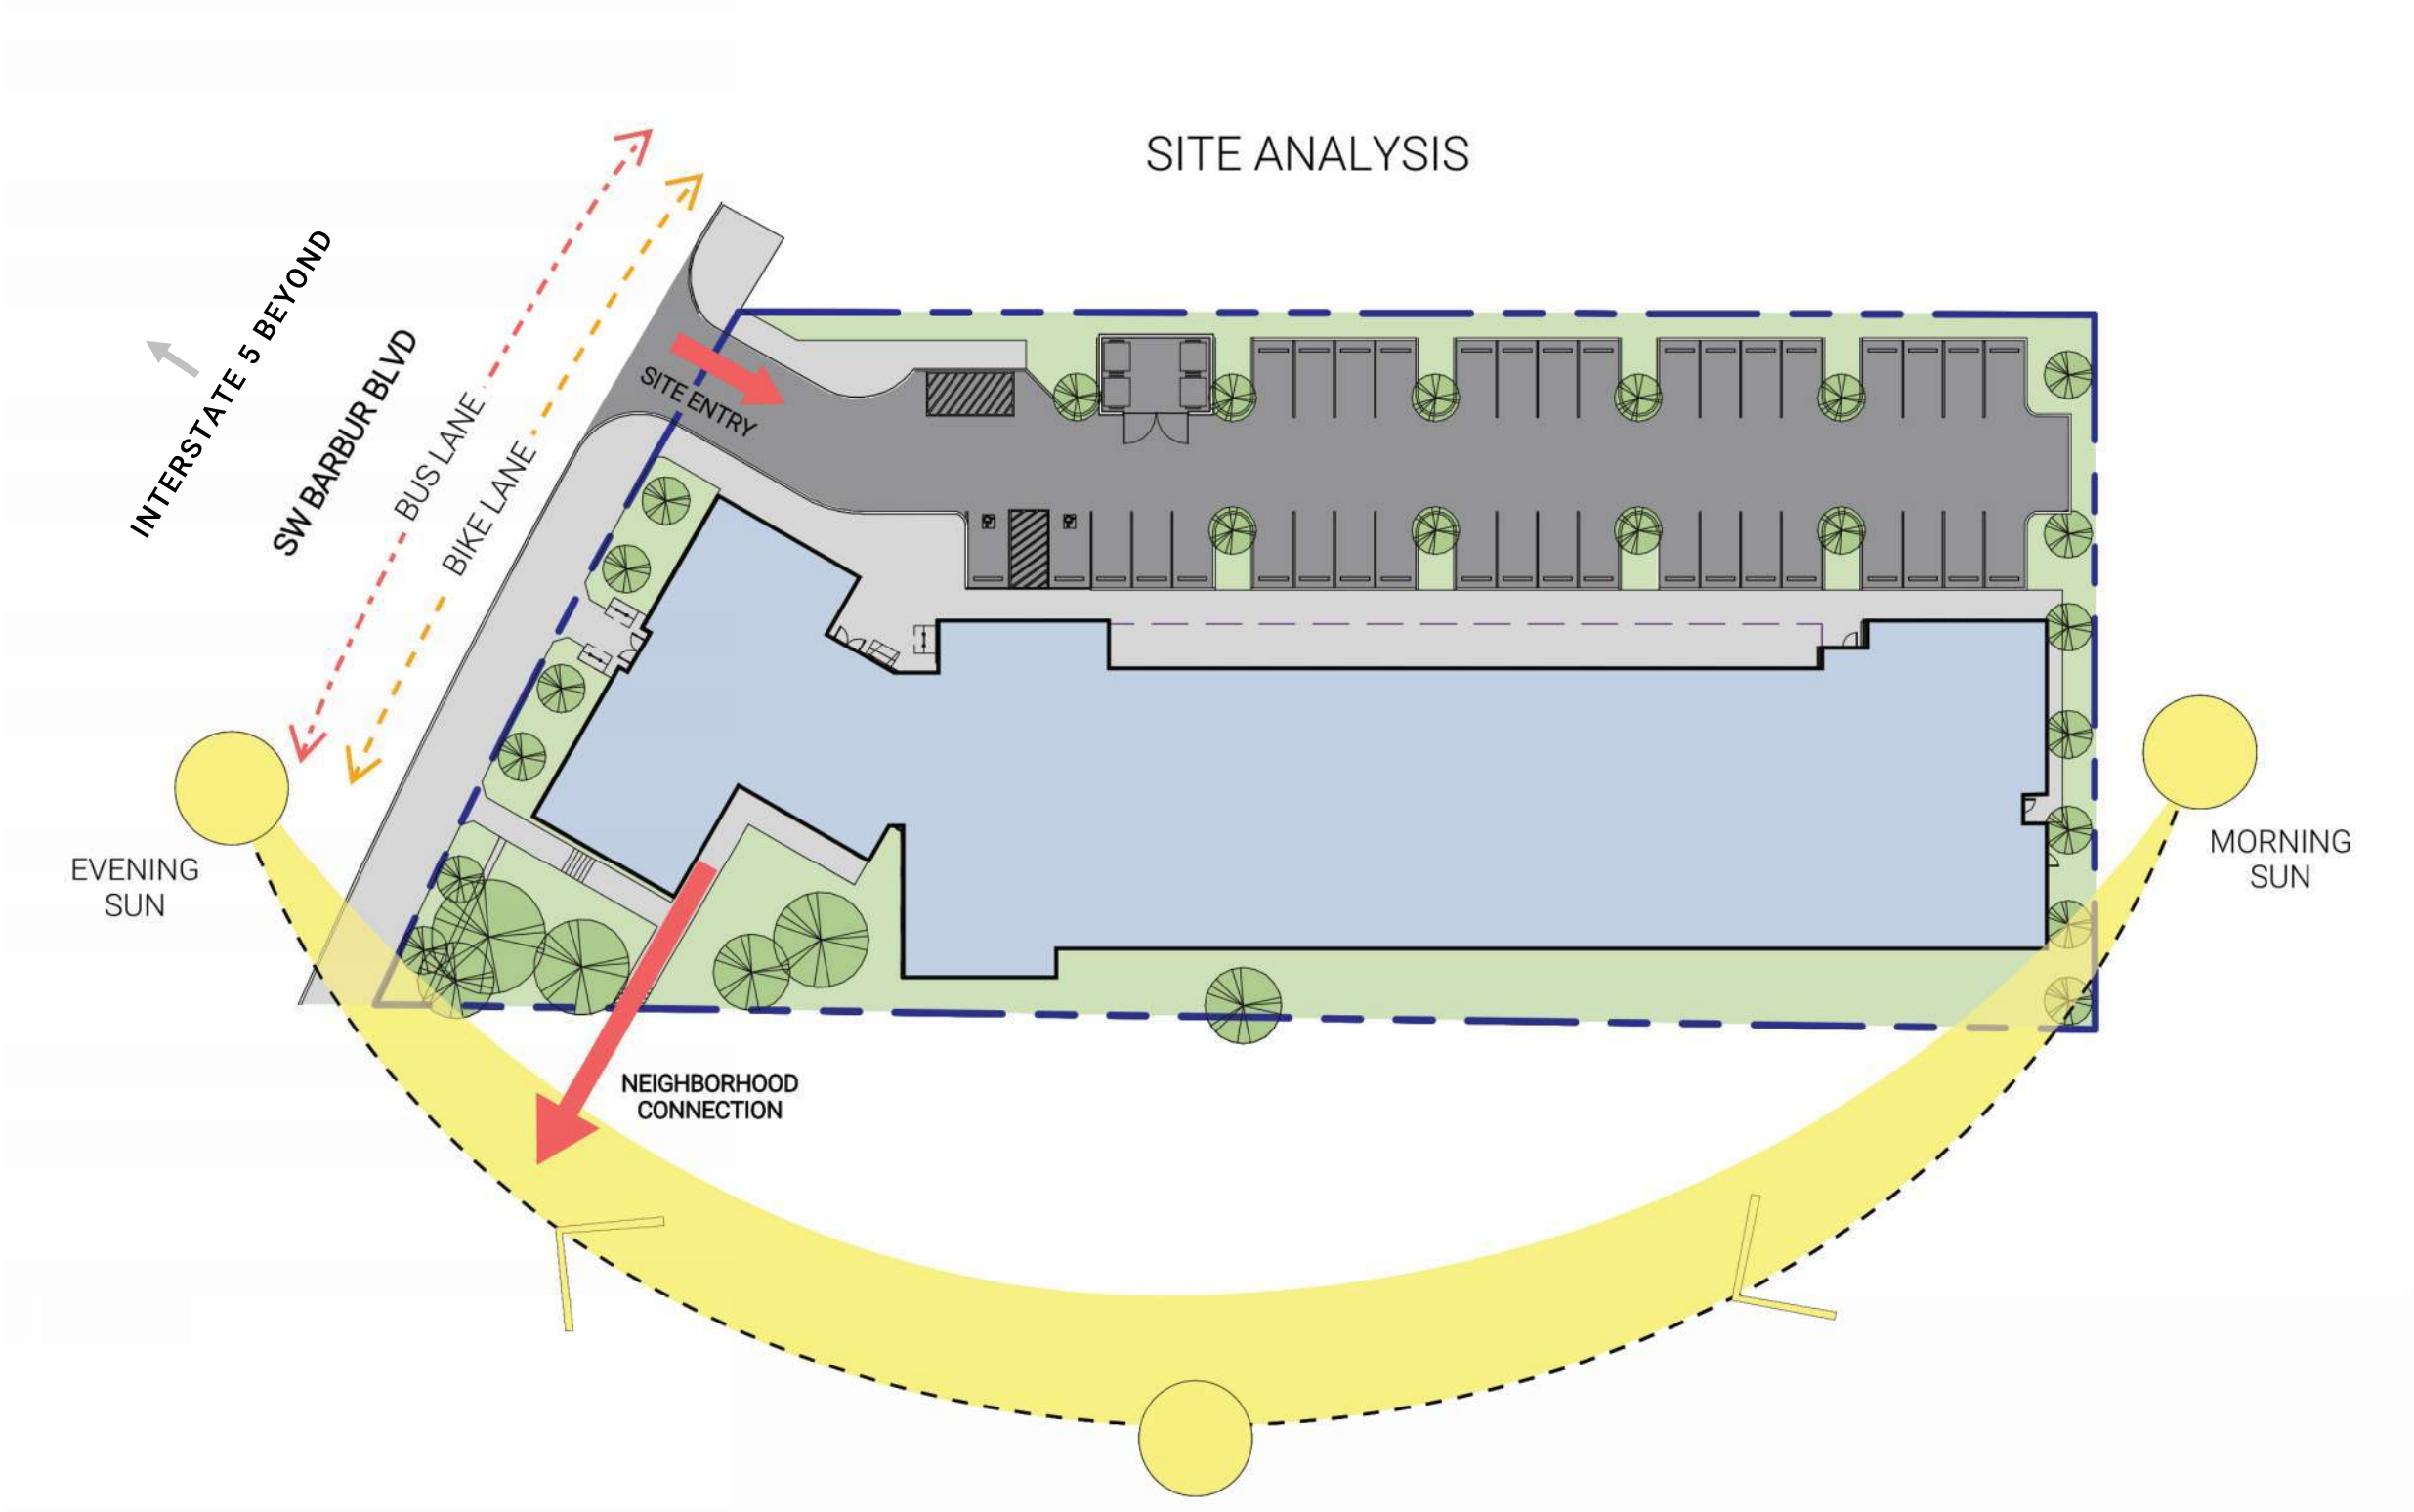 SITE ANALYSIS
INTERSTATE 5 BEYOND
SW BARBUR BLVD
BUS LANE
BIKE LANE
SITE ENTRY
EVENING
SUN
MORNING
SUN
NEIGHBORHOOD
CONNECTION